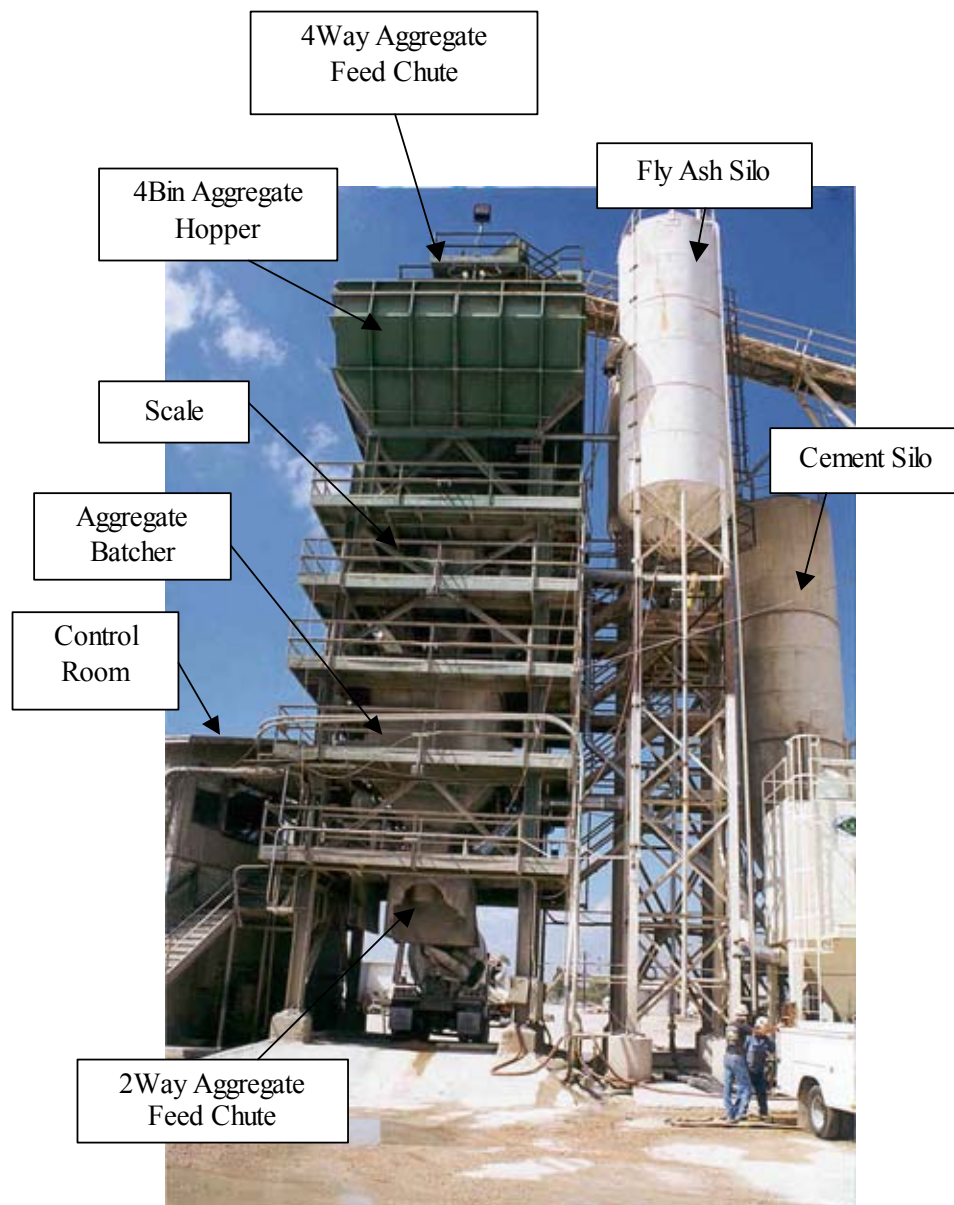 4Way Aggregate
Feed Chute
Fly Ash Silo
4Bin Aggregate
Hopper
Scale
Cement Silo
Aggregate
Batcher
Control
Room
2Way Aggregate
Feed Chute